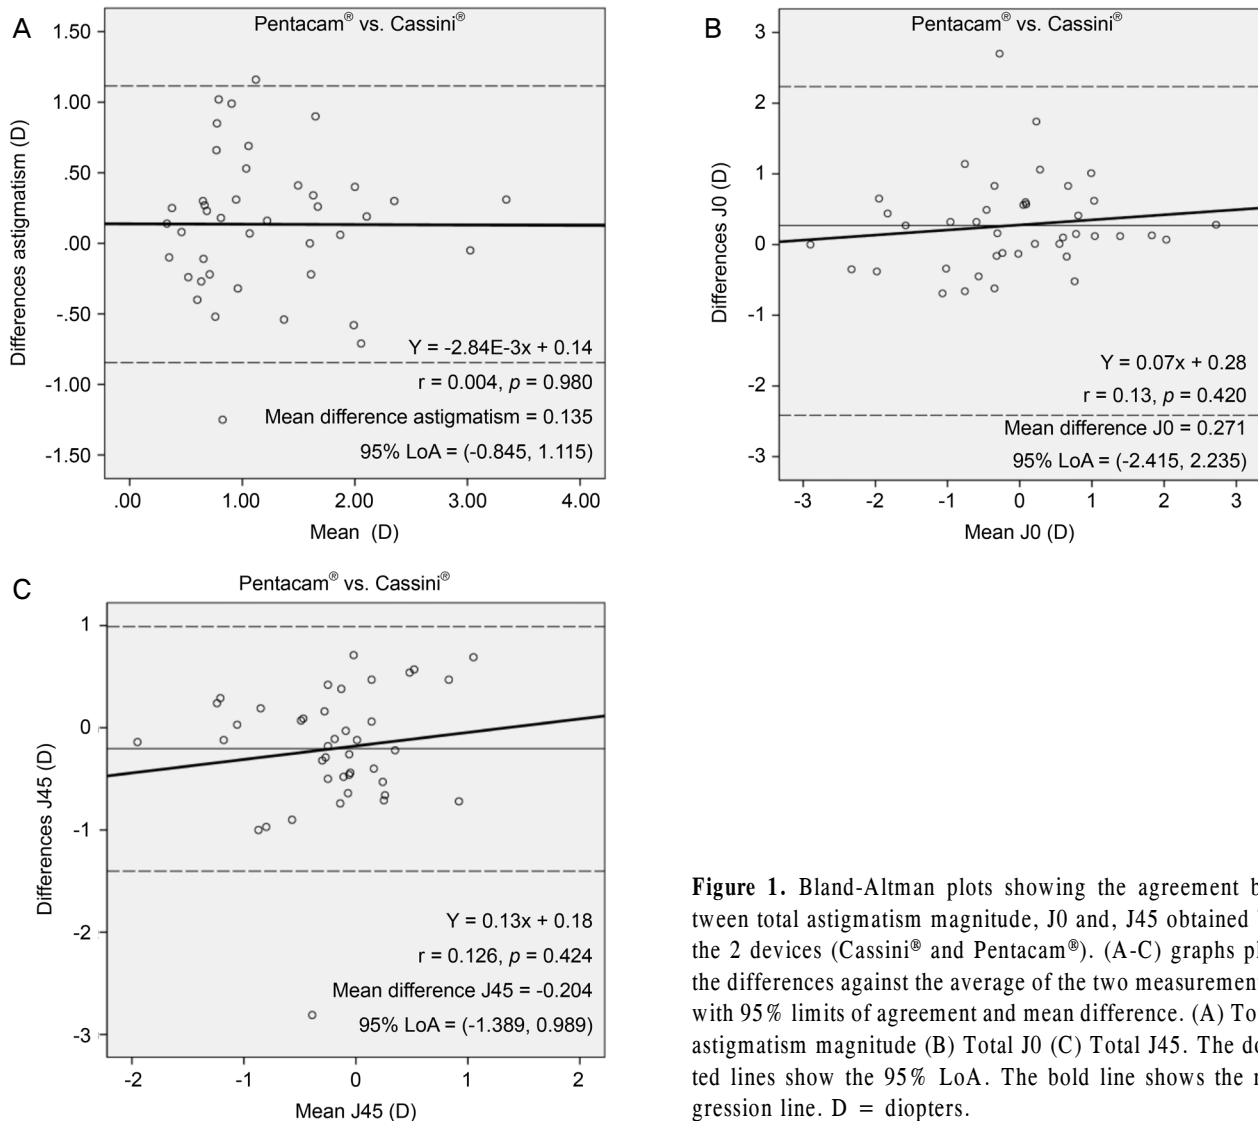 A
Pentacam® vs. Cassini®
1.50
1.00
.50
.00
-.50
-1.00
-1.50
Differences astigmatism (D)
Y = -2.84E-3x + 0.14
r = 0.004, p = 0.980
Mean difference astigmatism = 0.135
95% LoA = (-0.845, 1.115)
.00 1.00 2.00 3.00 4.00
Mean (D)
B
Pentacam® vs. Cassini®
3
2
1
0
-1
-2
-3
Differences J0 (D)
Y = 0.07x + 0.28
r = 0.13, p = 0.420
Mean difference J0 = 0.271
95% LoA = (-2.415, 2.235)
-3 -2 -1 0 1 2 3
Mean J0 (D)
C
Pentacam® vs. Cassini®
1
0
-1
-2
-3
Differences J45 (D)
Y = 0.13x + 0.18
r = 0.126, p = 0.424
Mean difference J45 = -0.204
95% LoA = (-1.389, 0.989)
-2 -1 0 1 2
Mean J45 (D)
Figure 1. Bland-Altman plots showing the agreement b
tween total astigmatism magnitude, J0 and, J45 obtained
the 2 devices (Cassini® and Pentacam®). (A-C) graphs pl
the differences against the average of the two measurement
with 95% limits of agreement and mean difference. (A) To
astigmatism magnitude (B) Total J0 (C) Total J45. The do
ted lines show the 95% LoA. The bold line shows the r
gression line. D = diopters.